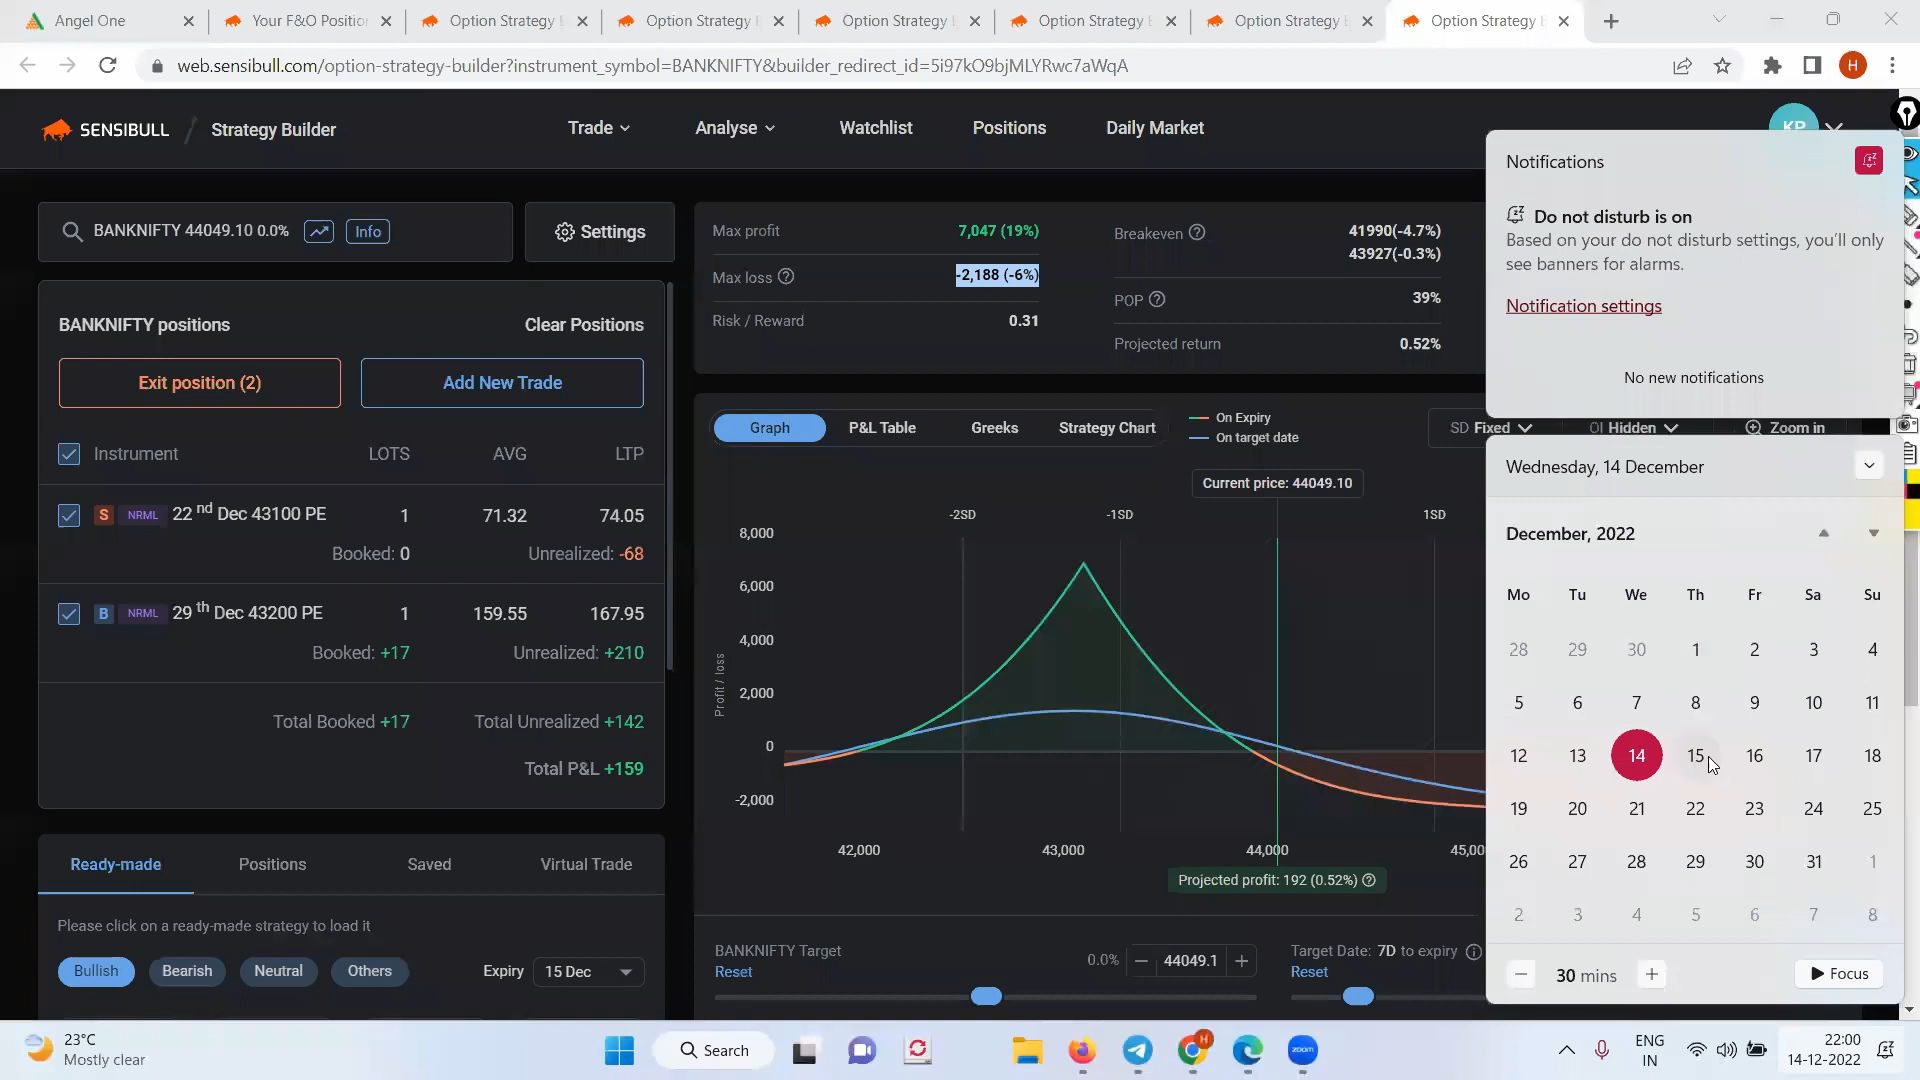 Angel One
Your F&O Positio
Option Strategy
Option Strategy
Option Strategy
Option Strategy
Option Strategy
Option Strategy
web.sensibull.com/option-strategy-builder?instrument_symbol=BANKNIFTY&builder_redirect_id=5i97kO9bjMLYRwc7aWqA
H
SENSIBULL / Strategy Builder
Trade
Analyse
Watchlist
Positions
Daily Market
KP
BANKNIFTY 44049.10 0.0%
Info
Settings
BANKNIFTY positions
Clear Positions
Exit position (2)
Add New Trade
Instrument LOTS AVG LTP
S NRML 22 nd Dec 43100 PE 1 71.32 74.05
Booked: 0 Unrealized: -68
B NRML 29 th Dec 43200 PE 1 159.55 167.95
Booked: +17 Unrealized: +210
Total Booked +17 Total Unrealized +142
Total P&L +159
Ready-made
Positions
Saved
Virtual Trade
Please click on a ready-made strategy to load it
Bullish
Bearish
Neutral
Others
Expiry
15 Dec
Max profit 7,047 (19%)
Max loss -2,188 (-6%)
Risk / Reward 0.31
Breakeven 41990(-4.7%)
43927(-0.3%)
POP 39%
Projected return 0.52%
Graph
P&L Table
Greeks
Strategy Chart
On Expiry
On target date
SD Fixed
OI Hidden
Zoom in
Current price: 44049.10
-2SD
-1SD
1SD
8,000
6,000
4,000
2,000
0
-2,000
Profit / loss
42,000
43,000
44,000
45,00
Projected profit: 192 (0.52%)
BANKNIFTY Target
Reset
0.0%
44049.1
Target Date: 7D to expiry
Reset
Notifications
Do not disturb is on
Based on your do not disturb settings, you'll only
see banners for alarms.
Notification settings
No new notifications
Wednesday, 14 December
December, 2022
Mo Tu We Th Fr Sa Su
28 29 30 1 2 3 4
5 6 7 8 9 10 11
12 13 14 15 16 17 18
19 20 21 22 23 24 25
26 27 28 29 30 31 1
2 3 4 5 6 7 8
30 mins
Focus
23°C
Mostly clear
Search
H
zoom
ENG
IN
22:00
14-12-2022